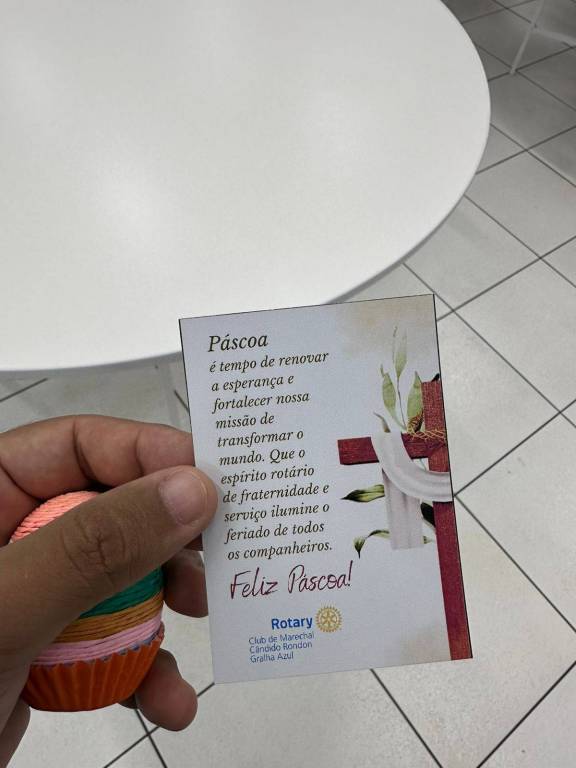 Páscoa
é tempo de renovar
a esperança e
fortalecer nossa
missão de
transformar o
mundo. Que o
espírito rotário
de fraternidade e
serviço ilumine o
feriado de todos
os companheiros.
Feliz Páscoa!
Rotary
Club de Marechal
Cândido Rondon
Gralha Azul